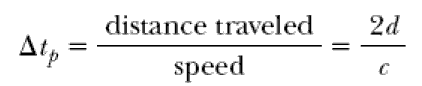 Δt_p = distance traveled / speed = 2d / c